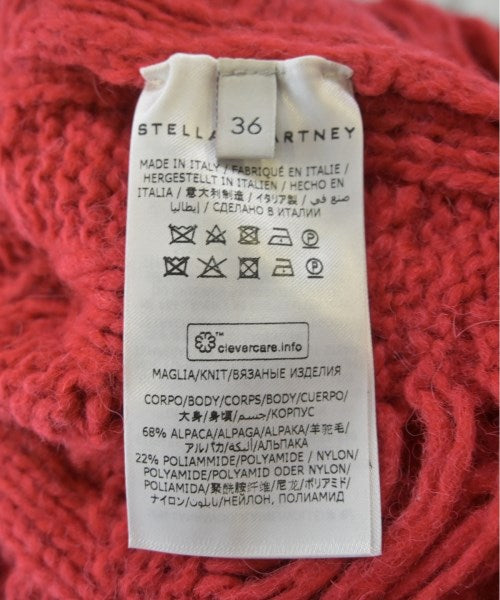 36
STELLA McCARTNEY
MADE IN ITALY / FABRIQUÉ EN ITALIE /
HERGESTELLT IN ITALIEN / HECHO EN
ITALIA / 意大利制造 / イタリア製 / صنع في
إيطاليا / СДЕЛАНО В ИТАЛИИ
clevercare.info
MAGLIA/KNIT/ВЯЗАНЫЕ ИЗДЕЛИЯ
CORPO/BODY/CORPS/BODY/CUERPO/
大身/身頃/جسم/КОРПУС
68% ALPACA/ALPAGA/ALPAKA/羊驼毛/
アルパカ/ألبكة/АЛЬПАКА
22% POLIAMMIDE/POLYAMIDE / NYLON/
POLYAMIDE/POLYAMID ODER NYLON/
POLIAMIDA/聚酰胺纤维/尼龙/ポリアミド/
ナイロン/نايلون/НЕЙЛОН, ПОЛИАМИД